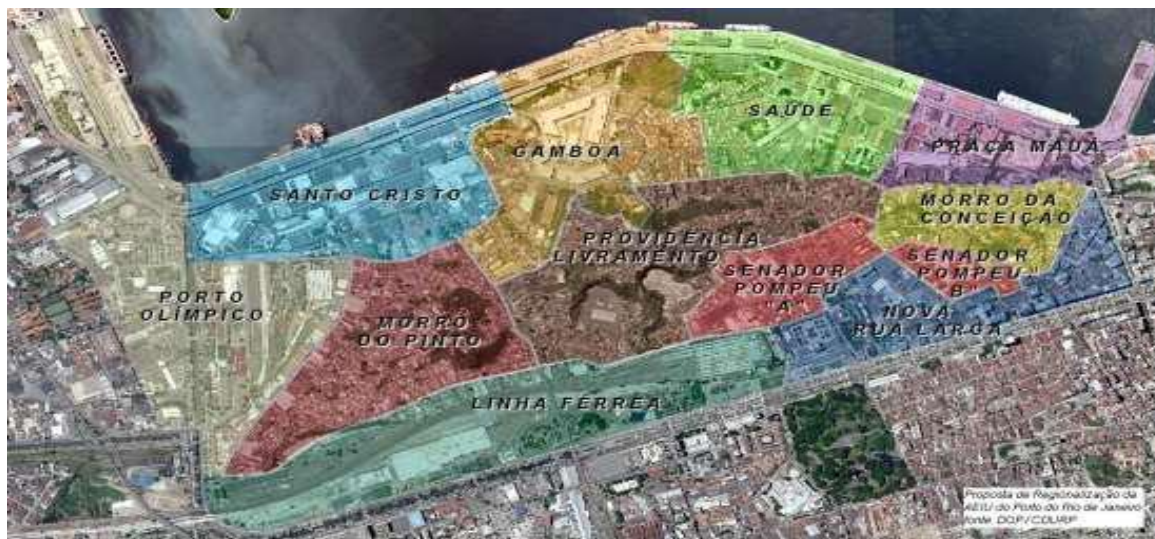 SAÚDE
GAMBOA
PRAÇA MAUÁ
SANTO CRISTO
MORRO DA
CONCEIÇÃO
PROVIDÊNCIA
LIVRAMENTO
SENADOR
POMPEU
"A"
SENADOR
POMPEU
"B"
PORTO
OLÍMPICO
MORRO
DO PINTO
NOVA
RUA LARGA
LINHA FÉRREA
Proposta de Regionalização da
AEIU do Porto do Rio de Janeiro
fonte: DOP/CDURP